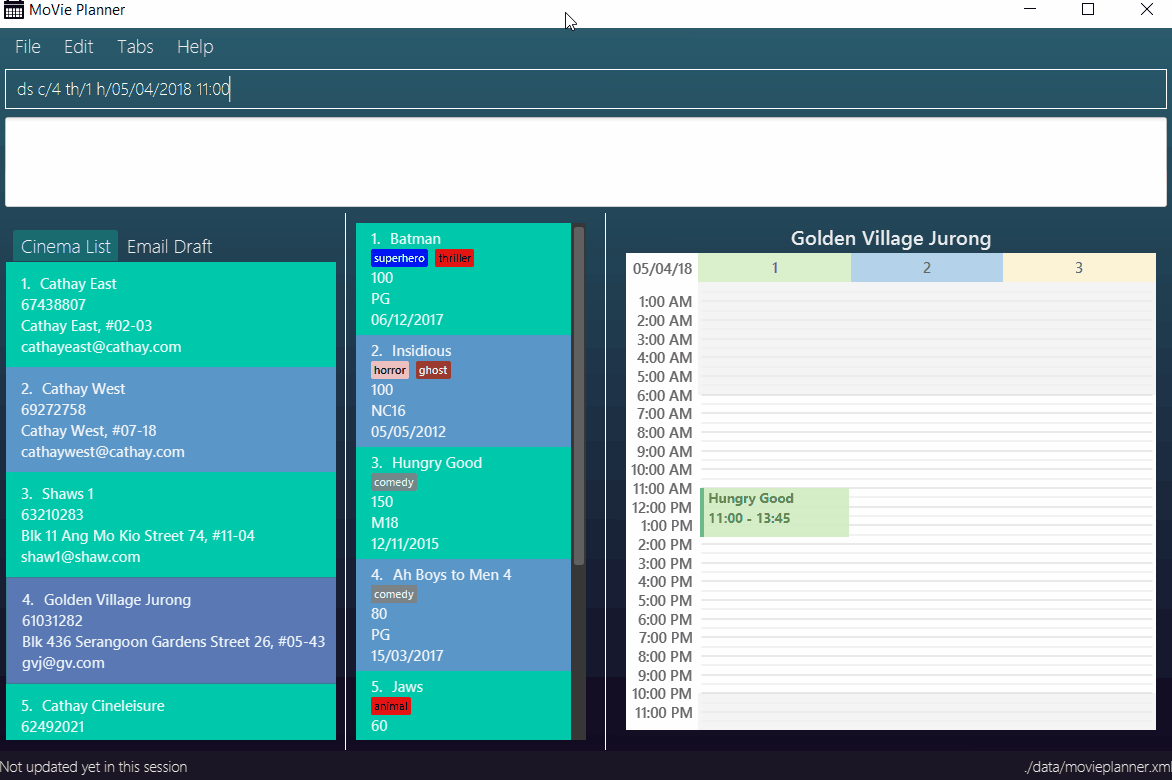 MoVie Planner
File Edit Tabs Help
ds c/4 th/1 h/05/04/2018 11:00
Cinema List Email Draft
1. Cathay East
67438807
Cathay East, #02-03
cathayeast@cathay.com
2. Cathay West
69272758
Cathay West, #07-18
cathaywest@cathay.com
3. Shaws 1
63210283
Blk 11 Ang Mo Kio Street 74, #11-04
shaw1@shaw.com
4. Golden Village Jurong
61031282
Blk 436 Serangoon Gardens Street 26, #05-43
gvj@gv.com
5. Cathay Cineleisure
62492021
1. Batman
superhero thriller
100
PG
06/12/2017
2. Insidious
horror ghost
100
NC16
05/05/2012
3. Hungry Good
comedy
150
M18
12/11/2015
4. Ah Boys to Men 4
comedy
80
PG
15/03/2017
5. Jaws
animal
60
Golden Village Jurong
05/04/18 1 2 3
1:00 AM
2:00 AM
3:00 AM
4:00 AM
5:00 AM
6:00 AM
7:00 AM
8:00 AM
9:00 AM
10:00 AM
11:00 AM
Hungry Good
12:00 PM
11:00 - 13:45
1:00 PM
2:00 PM
3:00 PM
4:00 PM
5:00 PM
6:00 PM
7:00 PM
8:00 PM
9:00 PM
10:00 PM
11:00 PM
Not updated yet in this session
./data/movieplanner.xml